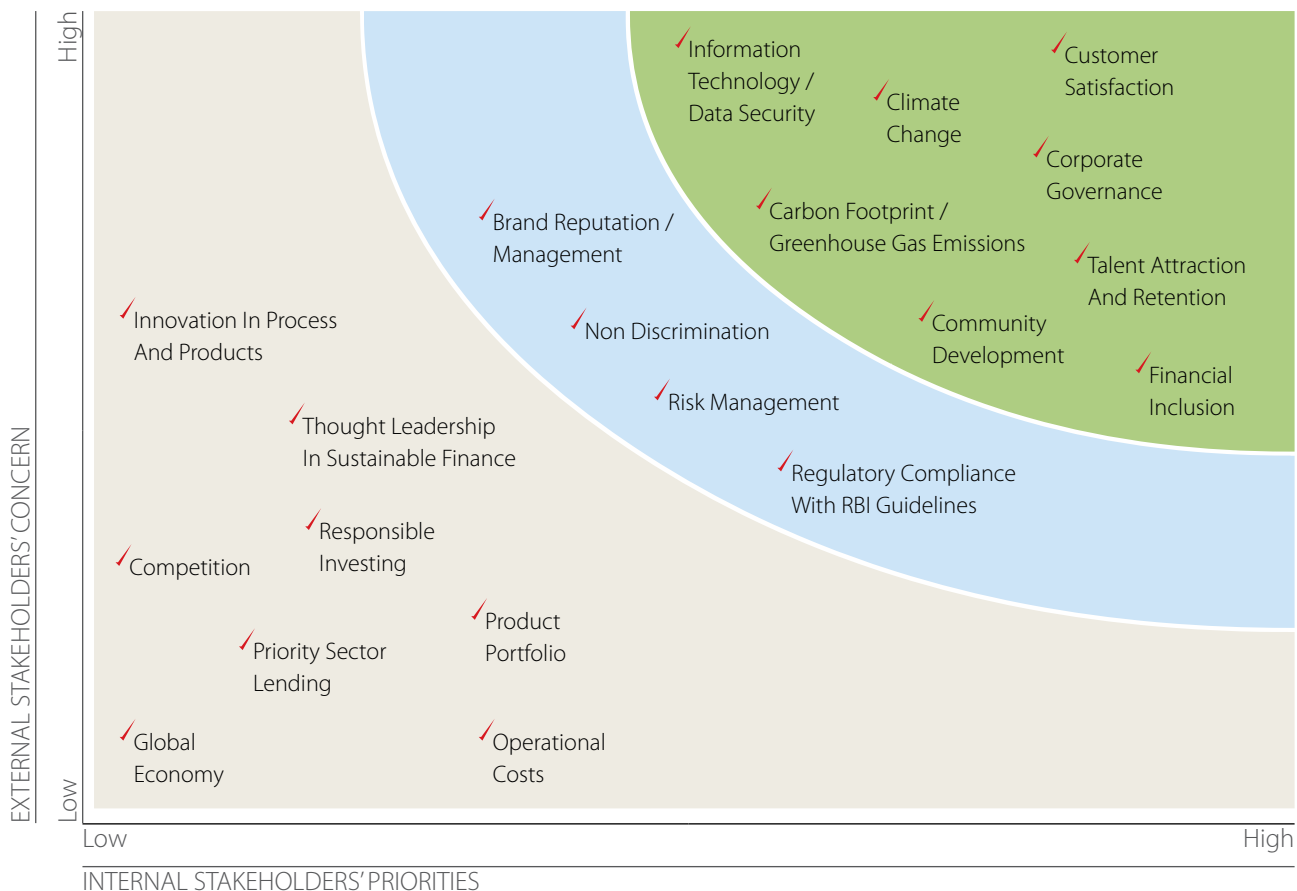 EXTERNAL STAKEHOLDERS' CONCERN
High
Low
Information
Technology /
Data Security
Climate
Change
Customer
Satisfaction
Corporate
Governance
Carbon Footprint /
Greenhouse Gas Emissions
Talent Attraction
And Retention
Community
Development
Financial
Inclusion
Brand Reputation /
Management
Non Discrimination
Risk Management
Regulatory Compliance
With RBI Guidelines
Innovation In Process
And Products
Thought Leadership
In Sustainable Finance
Responsible
Investing
Competition
Product
Portfolio
Priority Sector
Lending
Global
Economy
Operational
Costs
Low
High
INTERNAL STAKEHOLDERS' PRIORITIES